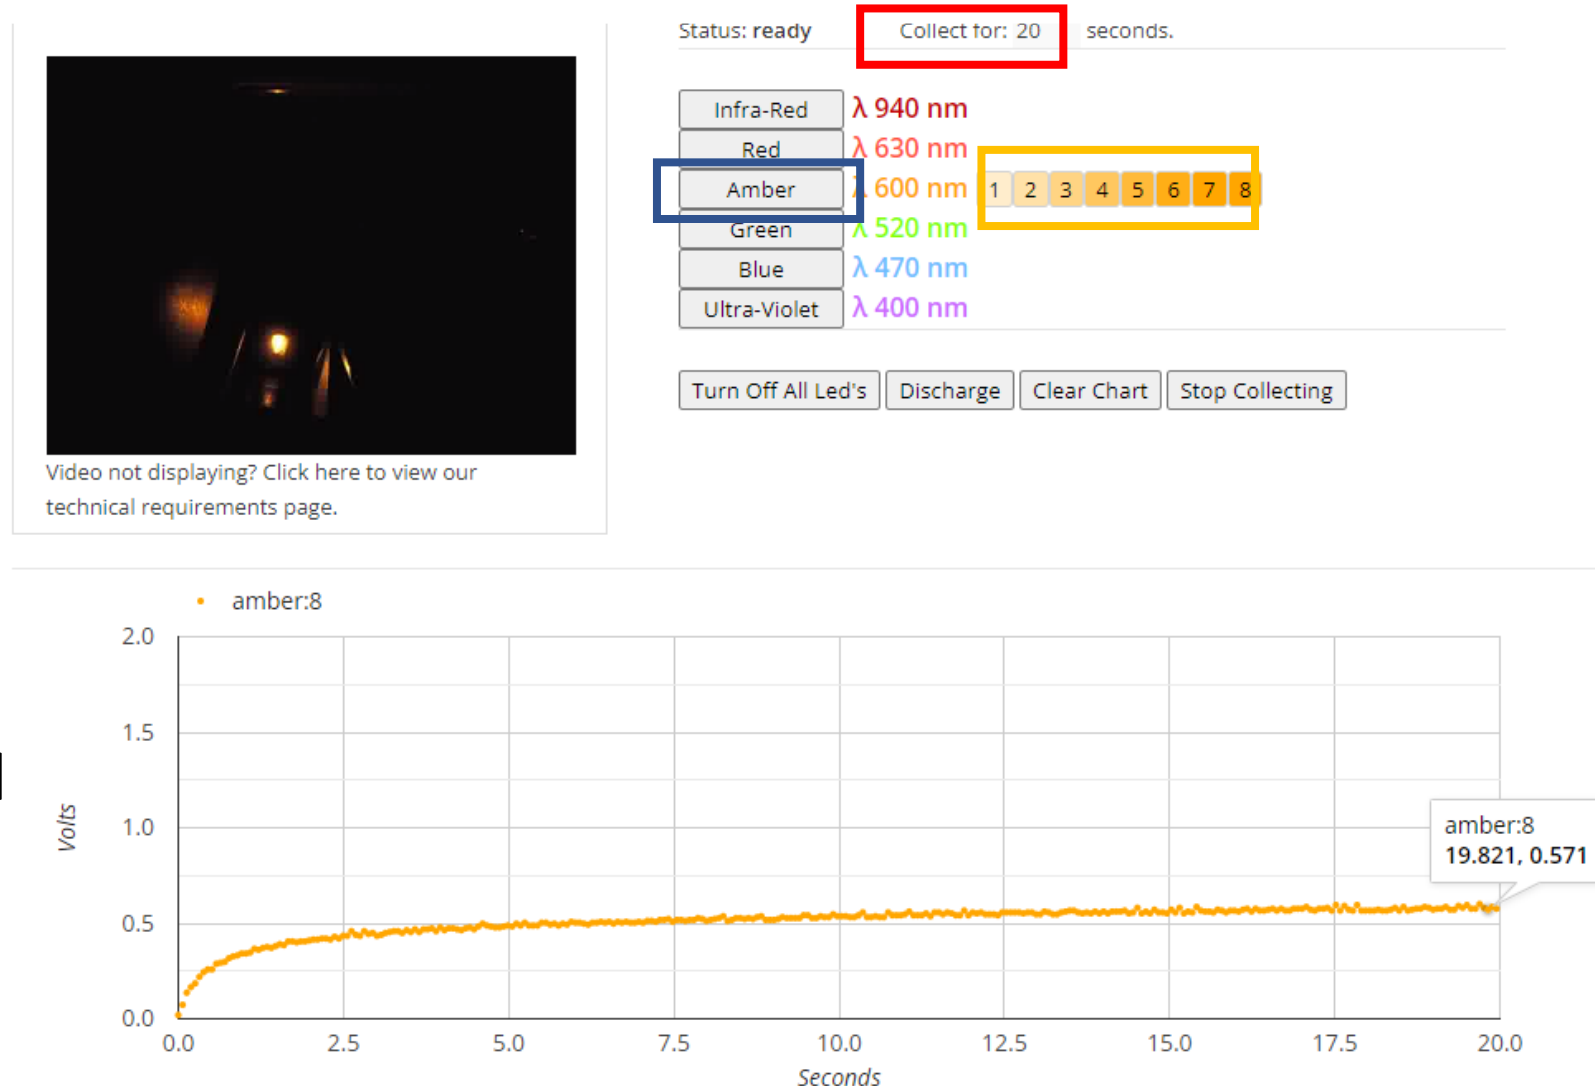 Status: ready Collect for: 20 seconds.
Infra-Red λ 940 nm
Red λ 630 nm
Amber λ 600 nm 1 2 3 4 5 6 7 8
Green λ 520 nm
Blue λ 470 nm
Ultra-Violet λ 400 nm
Turn Off All Led's Discharge Clear Chart Stop Collecting
Video not displaying? Click here to view our
technical requirements page.
amber:8
2.0
1.5
1.0
0.5
0.0
Volts
amber:8
19.821, 0.571
0.0 2.5 5.0 7.5 10.0 12.5 15.0 17.5 20.0
Seconds